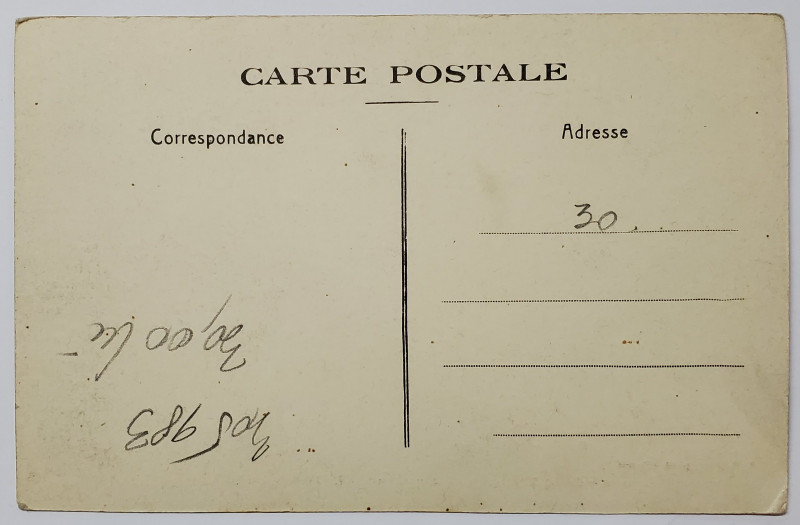 CARTE POSTALE
Correspondance
Adresse
30.
30,00 lei